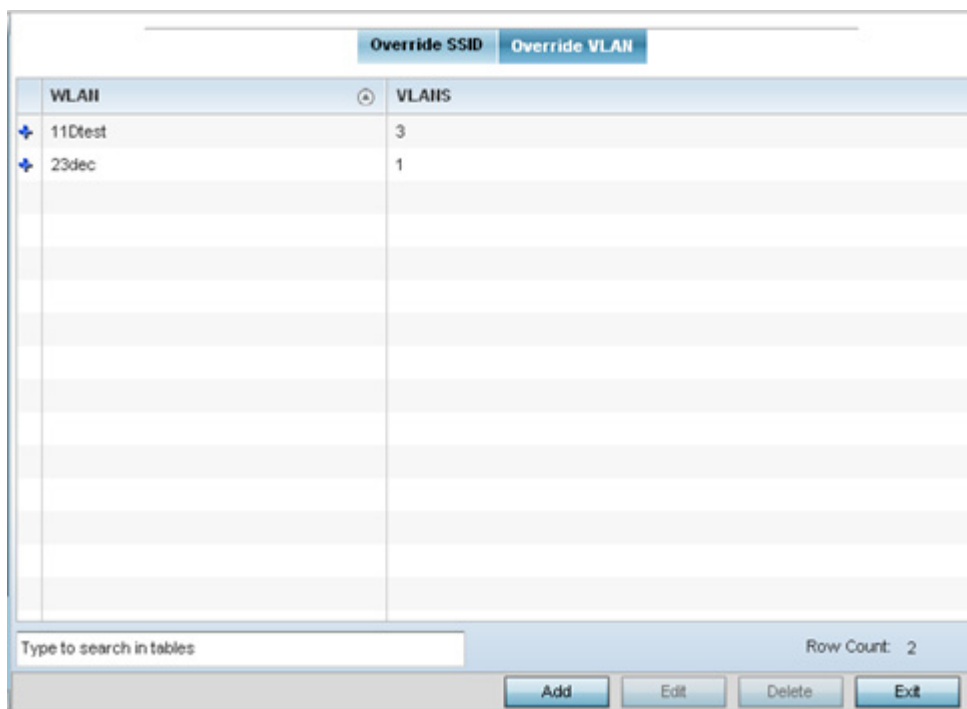 Override SSID Override VLAN
WLAN VLANS
11Dtest 3
23dec 1
Type to search in tables Row Count: 2
Add Edit Delete Exit